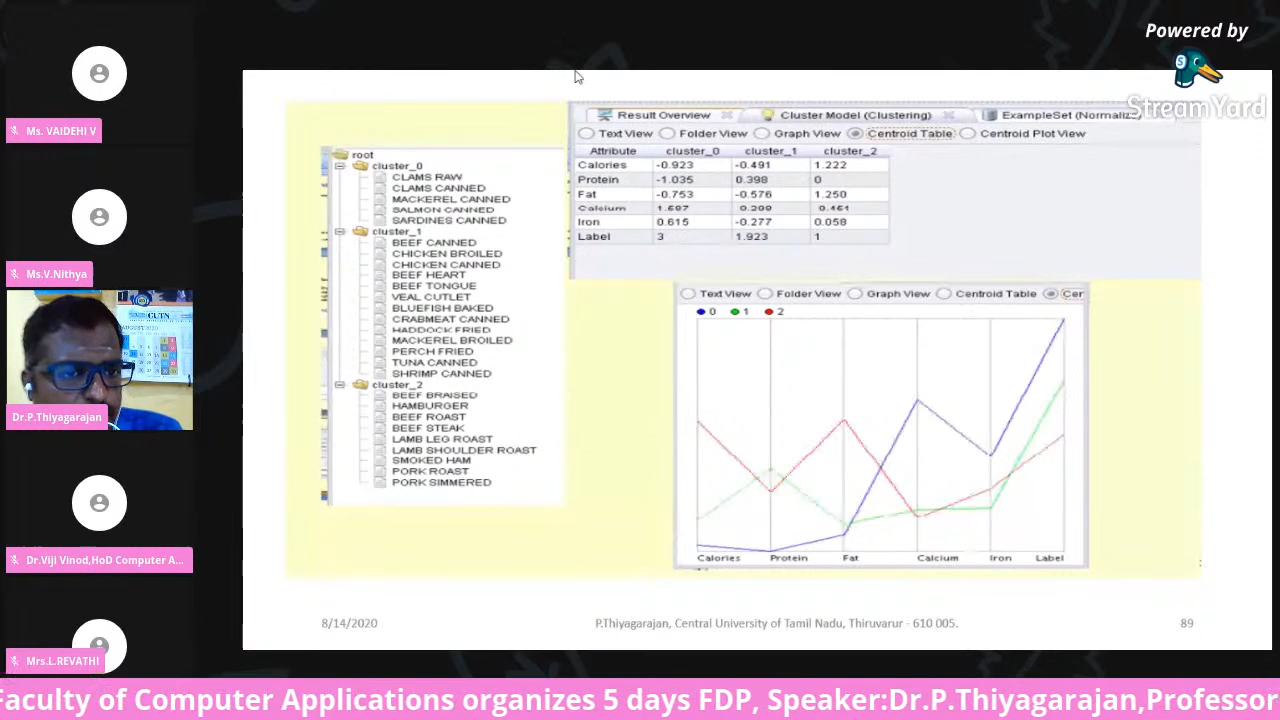 Powered by
StreamYard
Ms. VAIDEHI V
Ms.V.Nithya
Dr.P.Thiyagarajan
Dr.Viji Vinod,HoD Computer A...
Mrs.L.REVATHI
CUTN
AUGUST 2020
root
cluster_0
CLAMS RAW
CLAMS CANNED
MACKEREL CANNED
SALMON CANNED
SARDINES CANNED
cluster_1
BEEF CANNED
CHICKEN BROILED
CHICKEN CANNED
BEEF HEART
BEEF TONGUE
VEAL CUTLET
BLUEFISH BAKED
CRABMEAT CANNED
HADDOCK FRIED
MACKEREL BROILED
PERCH FRIED
TUNA CANNED
SHRIMP CANNED
cluster_2
BEEF BRAISED
HAMBURGER
BEEF ROAST
BEEF STEAK
LAMB LEG ROAST
LAMB SHOULDER ROAST
SMOKED HAM
PORK ROAST
PORK SIMMERED
Result Overview Cluster Model (Clustering) ExampleSet (Normaliz
Text View Folder View Graph View Centroid Table Centroid Plot View
Attribute cluster_0 cluster_1 cluster_2
Calories -0.923 -0.491 1.222
Protein -1.035 0.398 0
Fat -0.753 -0.576 1.250
Calcium
Iron 0.615 -0.277 0.058
Label 3 1.923 1
Text View Folder View Graph View Centroid Table Cer
0 1 2
Calories Protein Fat Calcium Iron Label
8/14/2020 P.Thiyagarajan, Central University of Tamil Nadu, Thiruvarur - 610 005. 89
Faculty of Computer Applications organizes 5 days FDP, Speaker:Dr.P.Thiyagarajan,Professor